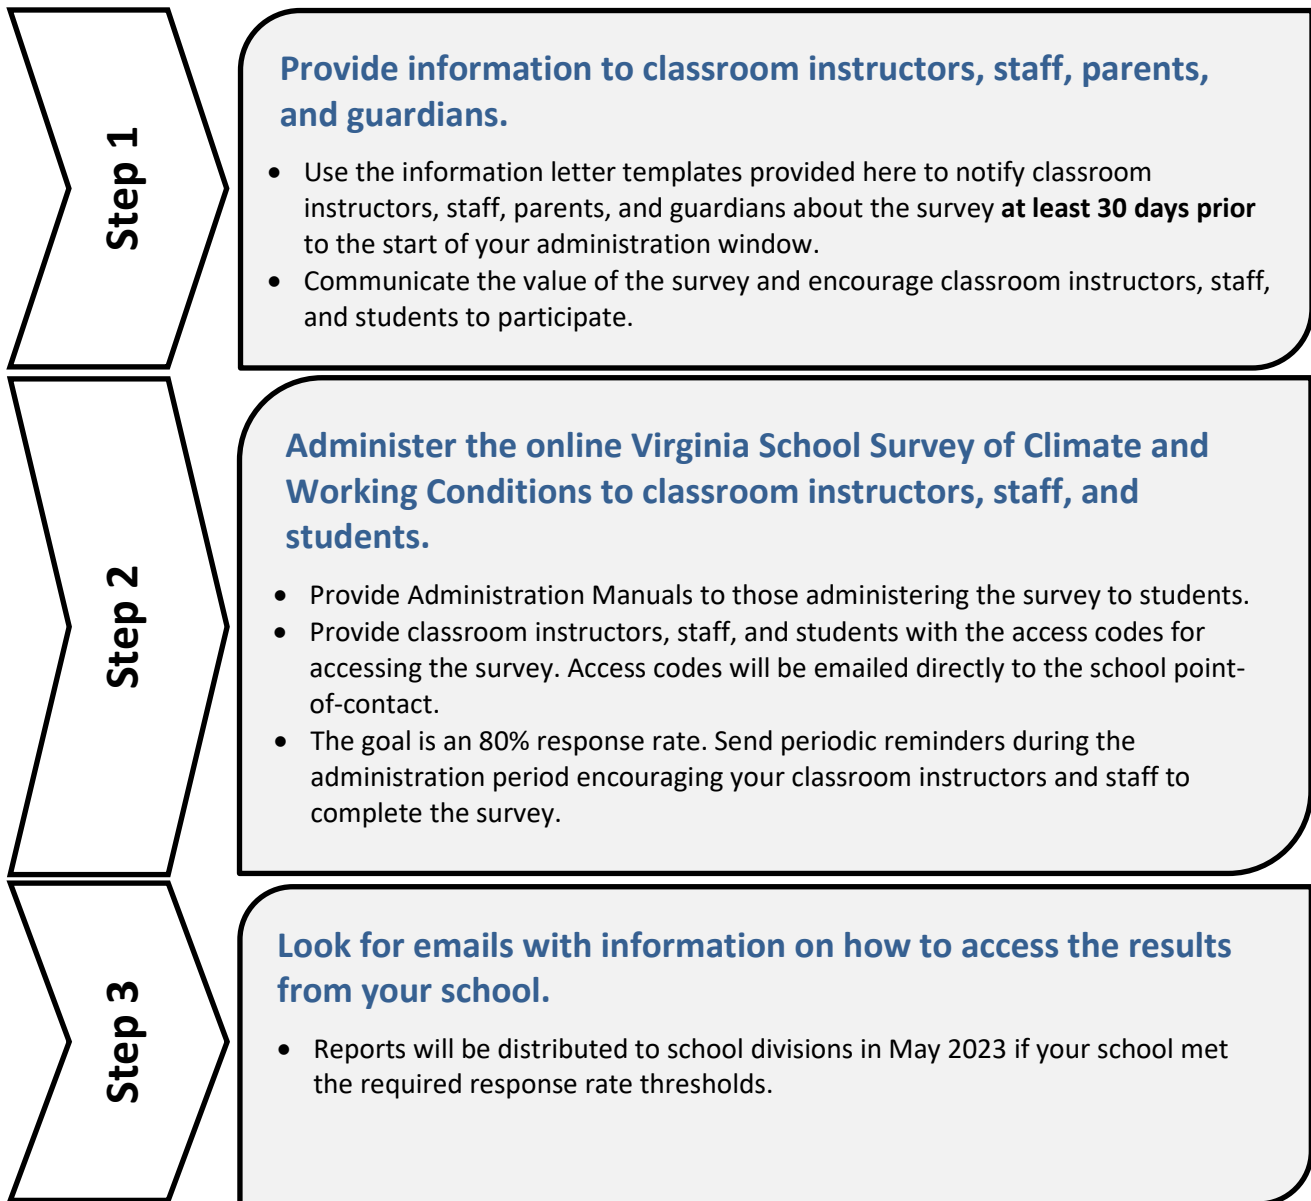 Step 1
Provide information to classroom instructors, staff, parents,
and guardians.
• Use the information letter templates provided here to notify classroom
instructors, staff, parents, and guardians about the survey at least 30 days prior
to the start of your administration window.
• Communicate the value of the survey and encourage classroom instructors, staff,
and students to participate.
Step 2
Administer the online Virginia School Survey of Climate and
Working Conditions to classroom instructors, staff, and
students.
• Provide Administration Manuals to those administering the survey to students.
• Provide classroom instructors, staff, and students with the access codes for
accessing the survey. Access codes will be emailed directly to the school point-
of-contact.
• The goal is an 80% response rate. Send periodic reminders during the
administration period encouraging your classroom instructors and staff to
complete the survey.
Step 3
Look for emails with information on how to access the results
from your school.
• Reports will be distributed to school divisions in May 2023 if your school met
the required response rate thresholds.